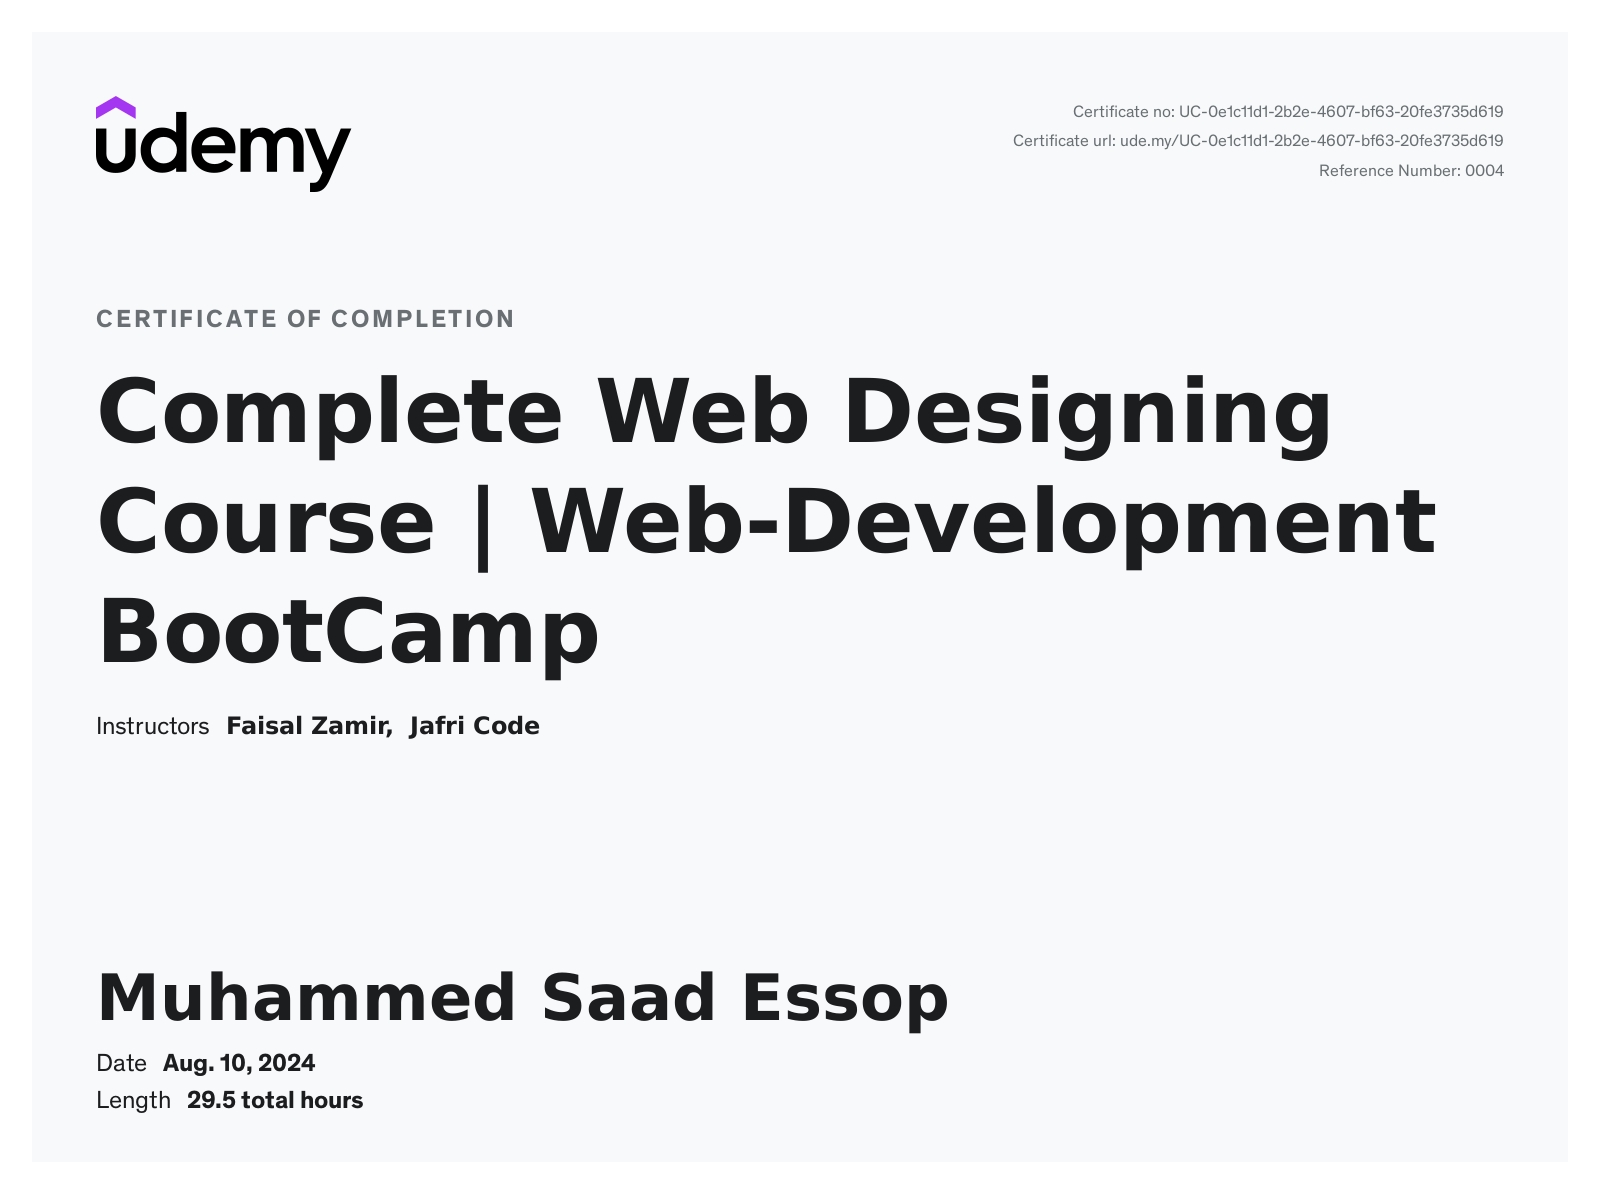 udemy
Certificate no: UC-0e1c11d1-2b2e-4607-bf63-20fe3735d619
Certificate url: ude.my/UC-0e1c11d1-2b2e-4607-bf63-20fe3735d619
Reference Number: 0004
CERTIFICATE OF COMPLETION
Complete Web Designing
Course | Web-Development
BootCamp
Instructors Faisal Zamir, Jafri Code
Muhammed Saad Essop
Date Aug. 10, 2024
Length 29.5 total hours